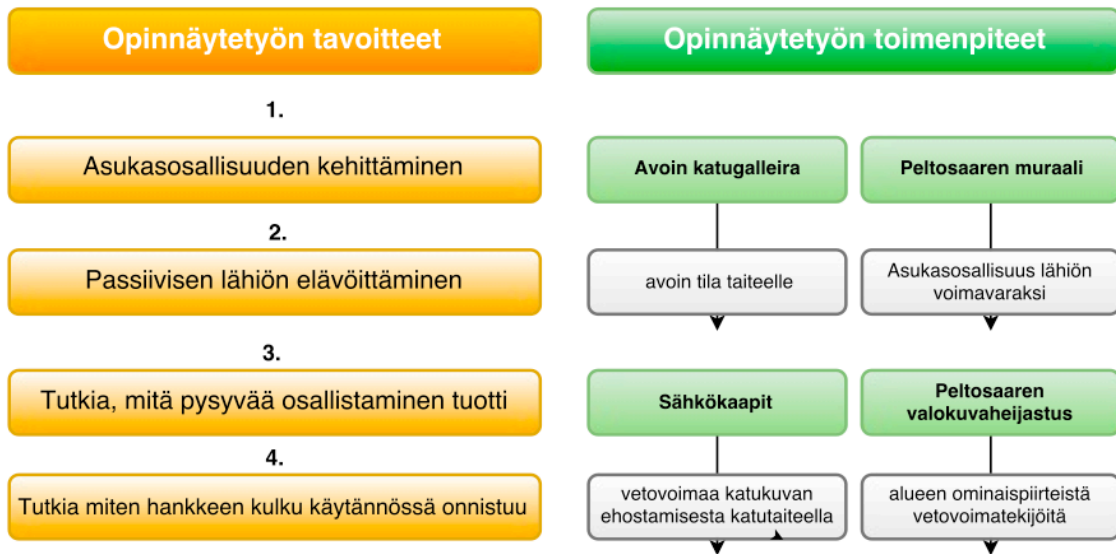 Opinnäytetyön tavoitteet
1.
Asukasosallisuuden kehittäminen
2.
Passiivisen lähiön elävöittäminen
3.
Tutkia, mitä pysyvää osallistaminen tuotti
4.
Tutkia miten hankkeen kulku käytännössä onnistuu
Opinnäytetyön toimenpiteet
Avoin katugalleira
avoin tila taiteelle
Peltosaaren muraali
Asukasosallisuus lähiön
voimavaraksi
Sähkökaapit
vetovoimaa katukuvan
ehostamisesta katutaiteella
Peltosaaren
valokuvaheijastus
alueen ominaispiirteistä
vetovoimatekijöitä